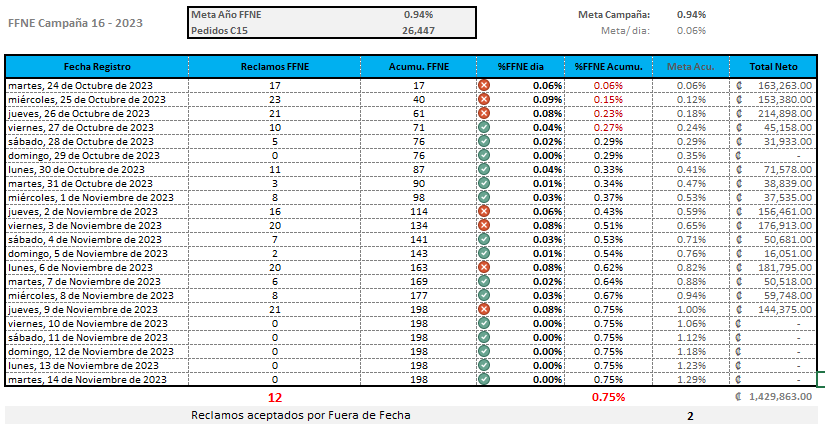 FFNE Campaña 16 - 2023
Meta Año FFNE 0.94%
Pedidos C15 26,447
Meta Campaña: 0.94%
Meta/ dia: 0.06%
Fecha Registro Reclamos FFNE Acumu. FFNE %FFNE dia %FFNE Acumu. Meta Acu. Total Neto
martes, 24 de Octubre de 2023 17 17 0.06% 0.06% 0.06% ₡ 163,263.00
miércoles, 25 de Octubre de 2023 23 40 0.09% 0.15% 0.12% ₡ 153,380.00
jueves, 26 de Octubre de 2023 21 61 0.08% 0.23% 0.18% ₡ 214,898.00
viernes, 27 de Octubre de 2023 10 71 0.04% 0.27% 0.24% ₡ 45,158.00
sábado, 28 de Octubre de 2023 5 76 0.02% 0.29% 0.29% ₡ 31,933.00
domingo, 29 de Octubre de 2023 0 76 0.00% 0.29% 0.35% ₡ -
lunes, 30 de Octubre de 2023 11 87 0.04% 0.33% 0.41% ₡ 71,578.00
martes, 31 de Octubre de 2023 3 90 0.01% 0.34% 0.47% ₡ 38,839.00
miércoles, 1 de Noviembre de 2023 8 98 0.03% 0.37% 0.53% ₡ 37,535.00
jueves, 2 de Noviembre de 2023 16 114 0.06% 0.43% 0.59% ₡ 156,461.00
viernes, 3 de Noviembre de 2023 20 134 0.08% 0.51% 0.65% ₡ 176,913.00
sábado, 4 de Noviembre de 2023 7 141 0.03% 0.53% 0.71% ₡ 50,681.00
domingo, 5 de Noviembre de 2023 2 143 0.01% 0.54% 0.76% ₡ 16,051.00
lunes, 6 de Noviembre de 2023 20 163 0.08% 0.62% 0.82% ₡ 181,795.00
martes, 7 de Noviembre de 2023 6 169 0.02% 0.64% 0.88% ₡ 50,518.00
miércoles, 8 de Noviembre de 2023 8 177 0.03% 0.67% 0.94% ₡ 59,748.00
jueves, 9 de Noviembre de 2023 21 198 0.08% 0.75% 1.00% ₡ 144,375.00
viernes, 10 de Noviembre de 2023 0 198 0.00% 0.75% 1.06% ₡ -
sábado, 11 de Noviembre de 2023 0 198 0.00% 0.75% 1.12% ₡ -
domingo, 12 de Noviembre de 2023 0 198 0.00% 0.75% 1.18% ₡ -
lunes, 13 de Noviembre de 2023 0 198 0.00% 0.75% 1.23% ₡ -
martes, 14 de Noviembre de 2023 0 198 0.00% 0.75% 1.29% ₡ -
12 0.75% ₡ 1,429,863.00
Reclamos aceptados por Fuera de Fecha 2